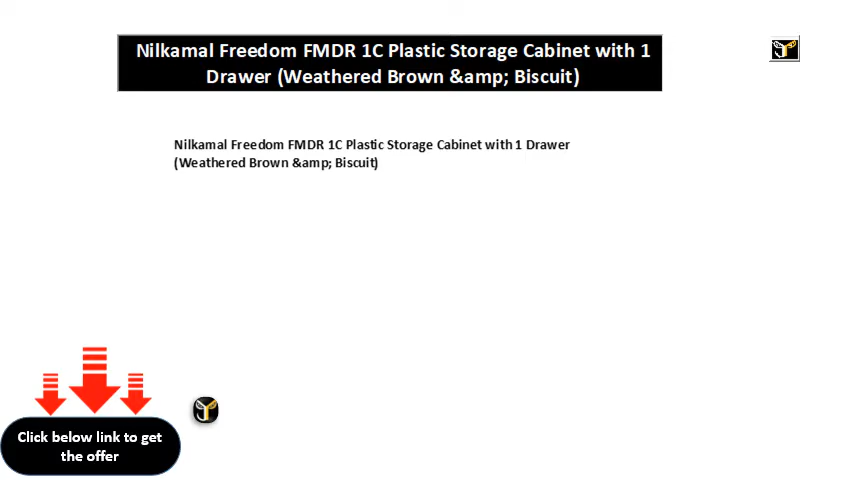 Nilkamal Freedom FMDR 1C Plastic Storage Cabinet with 1
Drawer (Weathered Brown &amp; Biscuit)
Nilkamal Freedom FMDR 1C Plastic Storage Cabinet with 1 Drawer
(Weathered Brown &amp; Biscuit)
Click below link to get
the offer